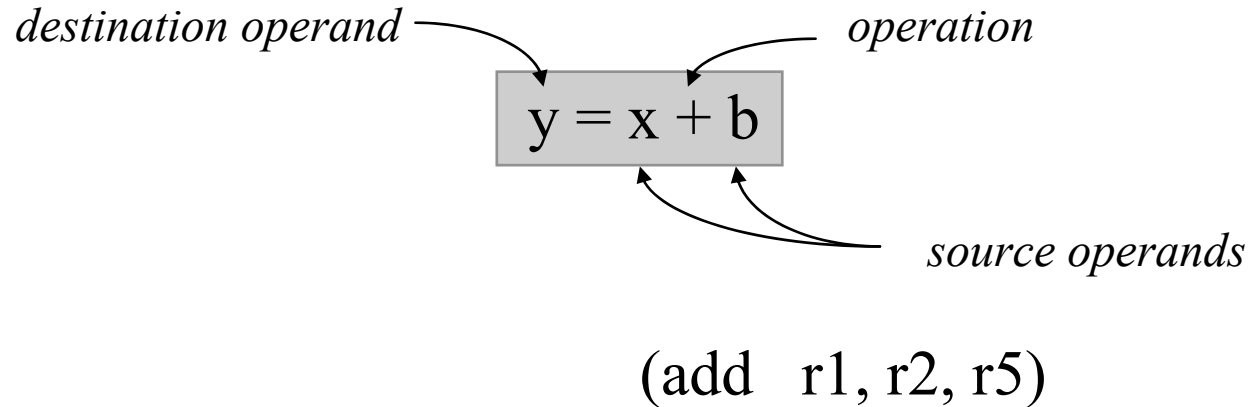 destination operand
operation
y = x + b
source operands
(add r1, r2, r5)